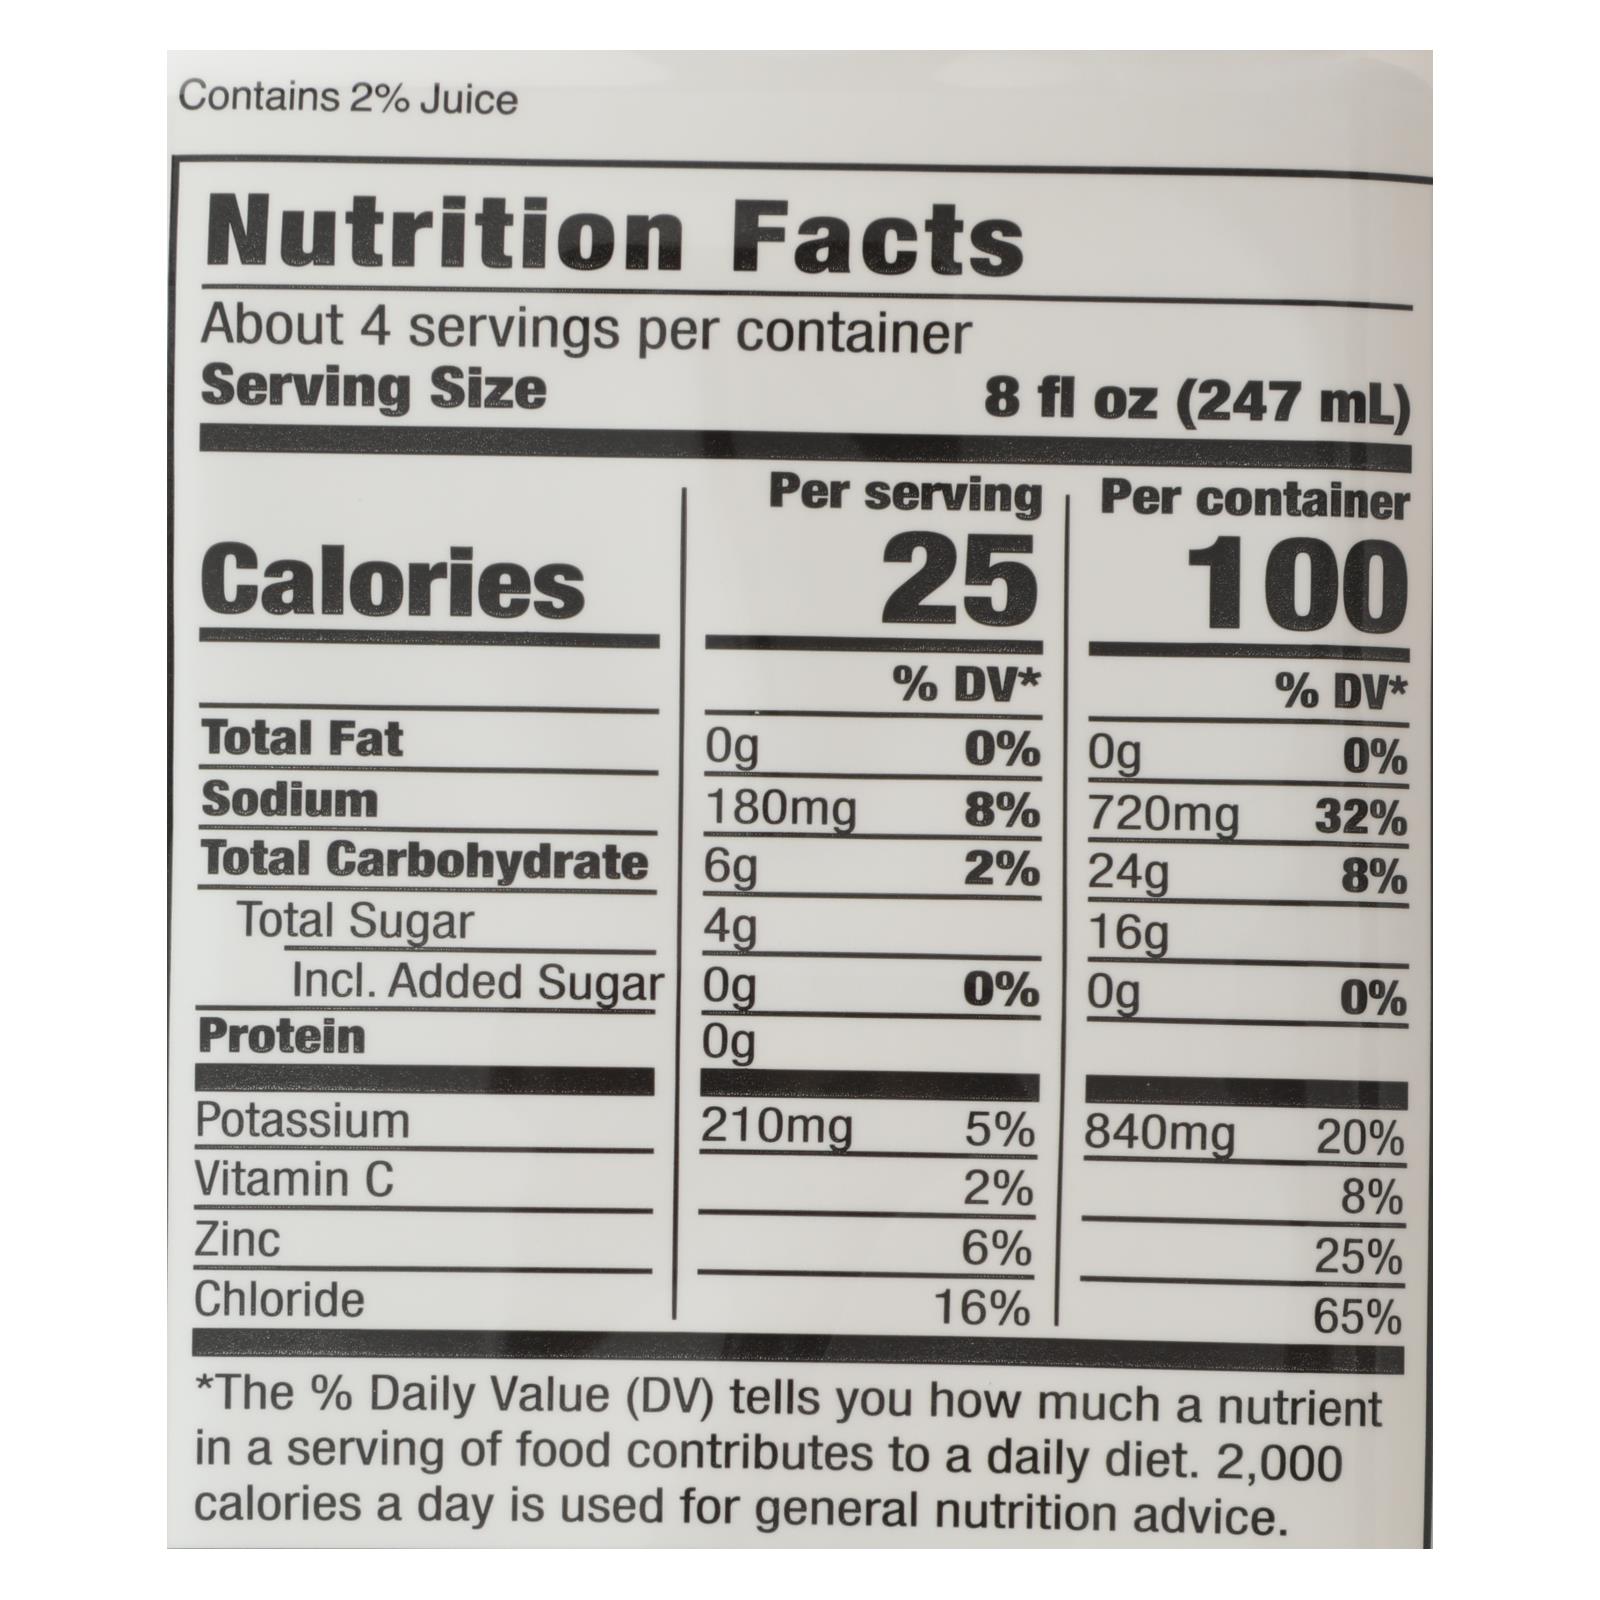 Contains 2% Juice
Nutrition Facts
About 4 servings per container
Serving Size 8 fl oz (247 mL)
Per serving Per container
Calories 25 100
% DV* % DV*
Total Fat 0g 0% 0g 0%
Sodium 180mg 8% 720mg 32%
Total Carbohydrate 6g 2% 24g 8%
Total Sugar 4g 16g
Incl. Added Sugar 0g 0% 0g 0%
Protein 0g
Potassium 210mg 5% 840mg 20%
Vitamin C 2% 8%
Zinc 6% 25%
Chloride 16% 65%
*The % Daily Value (DV) tells you how much a nutrient
in a serving of food contributes to a daily diet. 2,000
calories a day is used for general nutrition advice.